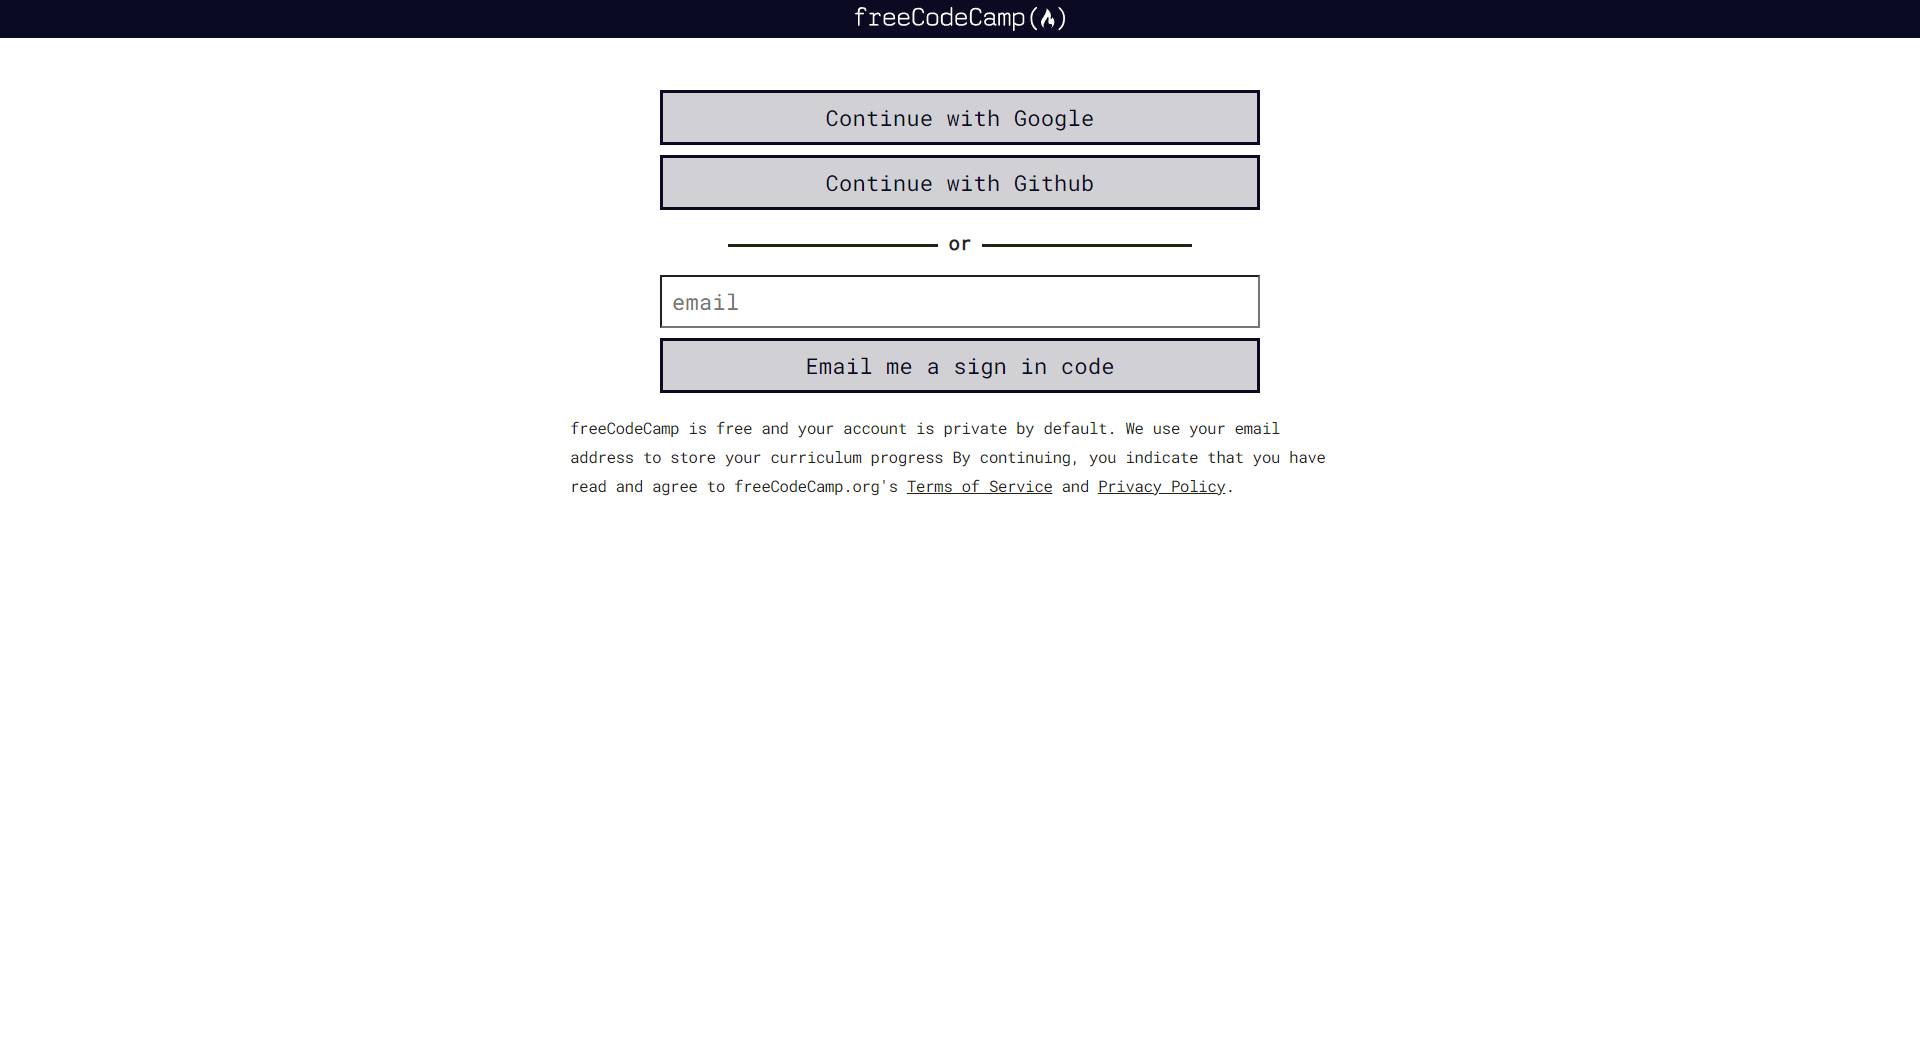 freeCodeCamp
Continue with Google
Continue with Github
or
email
Email me a sign in code
freeCodeCamp is free and your account is private by default. We use your email
address to store your curriculum progress By continuing, you indicate that you have
read and agree to freeCodeCamp.org's Terms of Service and Privacy Policy.